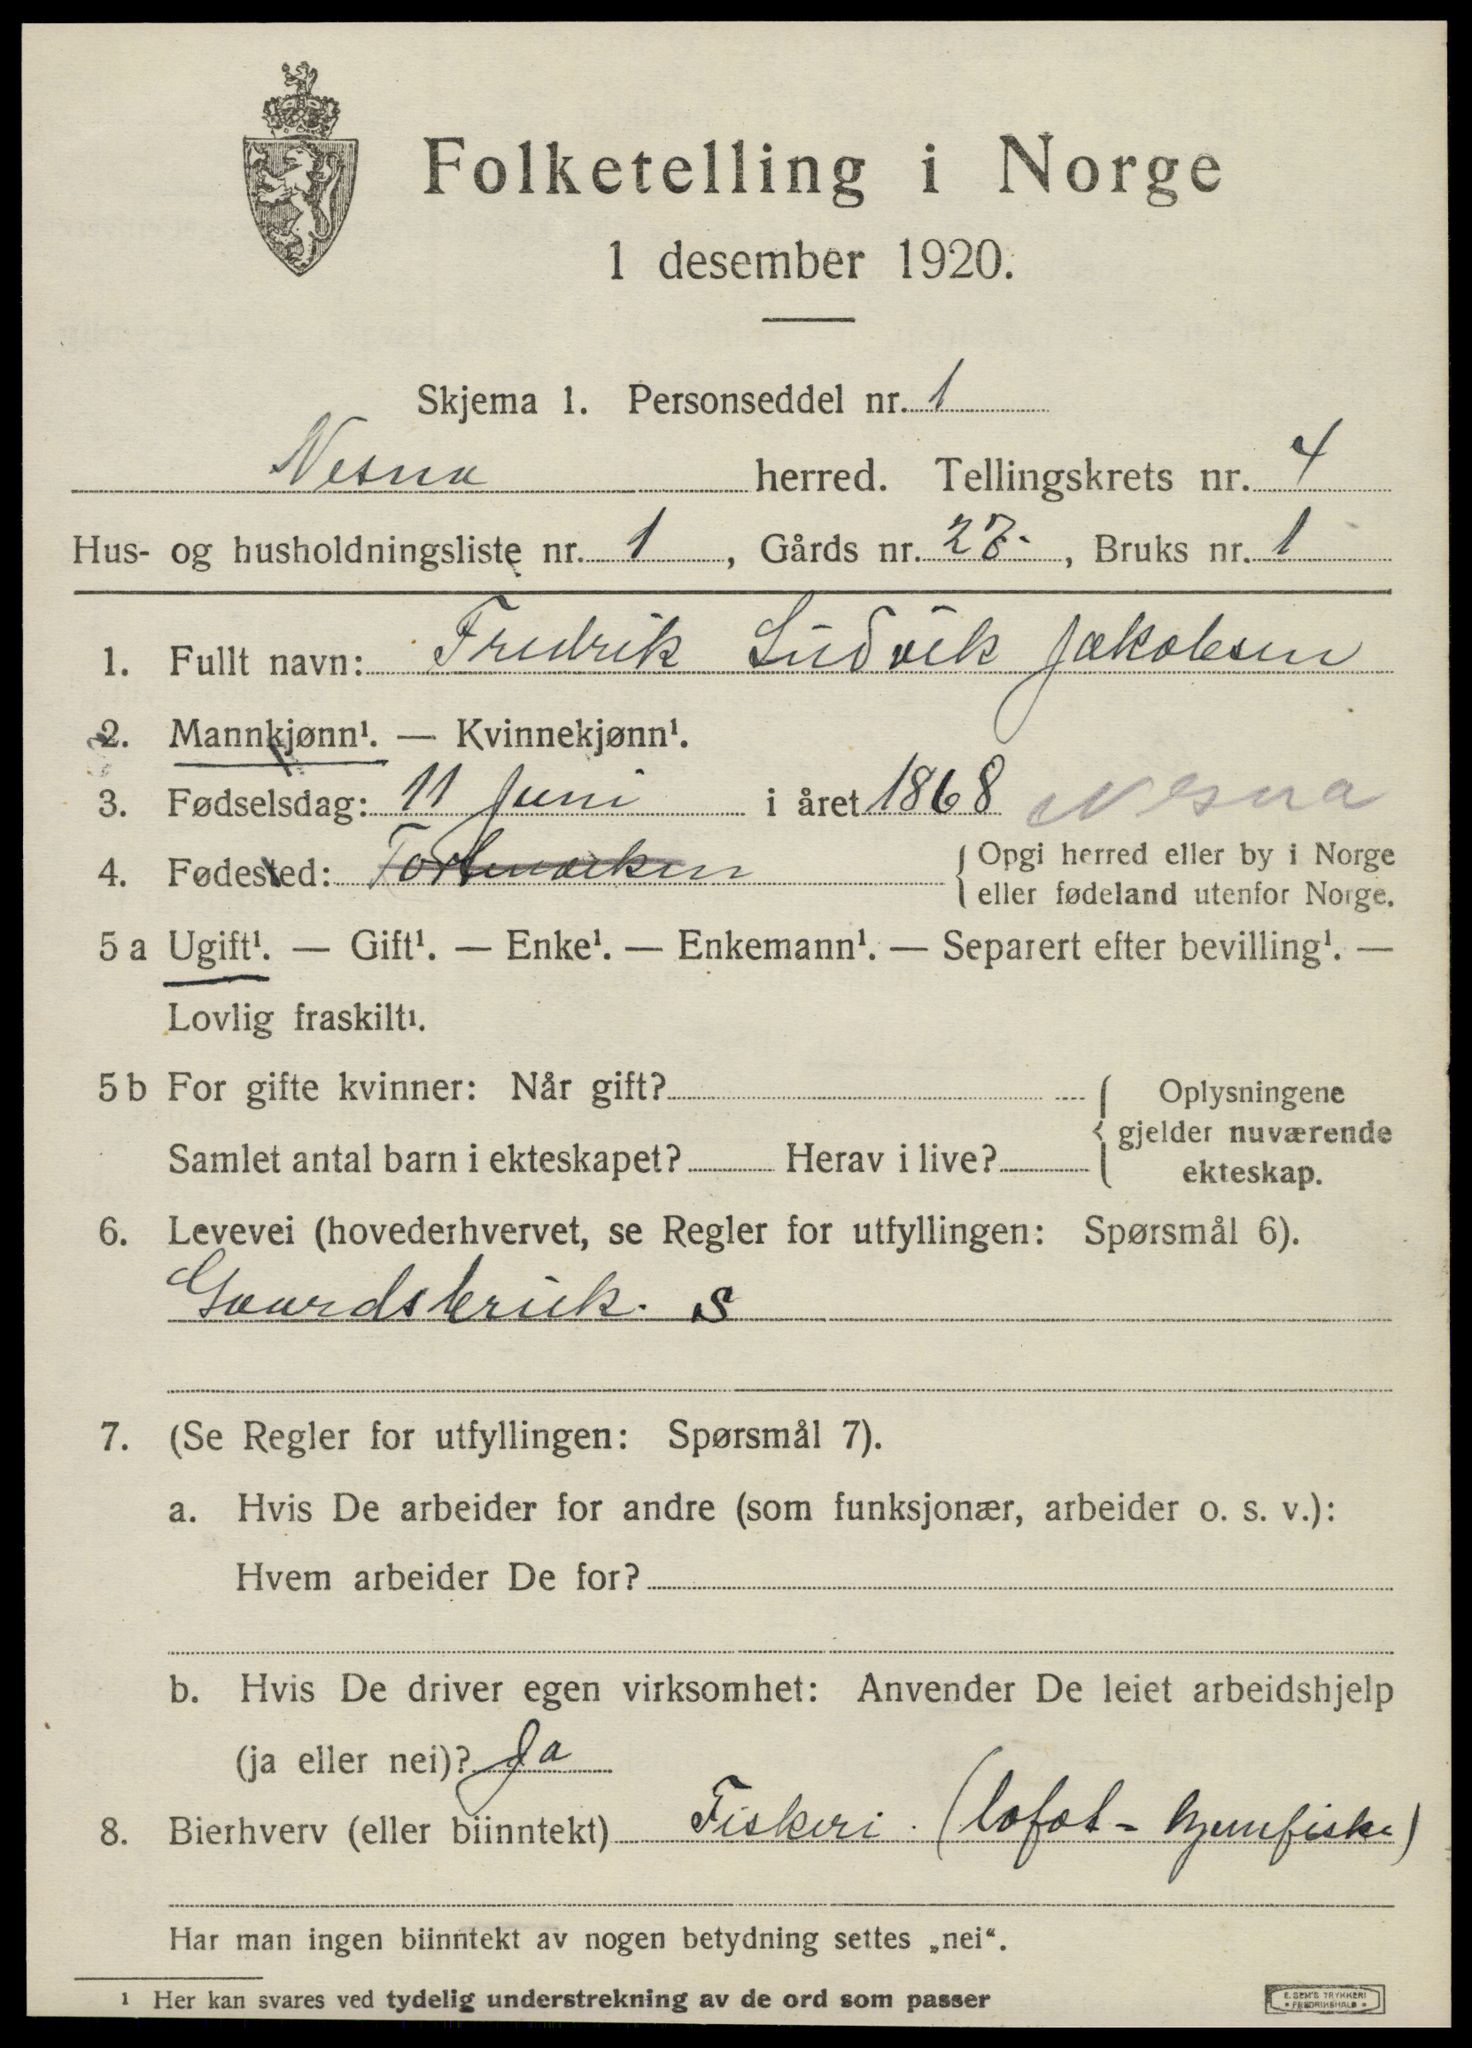 Folketelling i Norge
1 desember 1920.
Skjema 1. Personseddel nr. 1
Nesna herred. Tellingskrets nr. 4
Hus- og husholdningsliste nr. 1, Gårds nr. 27., Bruks nr. 1
1. Fullt navn: Fredrik Ludvik Jakobsen
2. Mannkjønn¹. — Kvinnekjønn¹.
3. Fødselsdag: 11 Juni i året 1868 Nesna
4. Fødested: Tortenvikken { Opgi herred eller by i Norge
eller fødeland utenfor Norge.
5 a Ugift¹. — Gift¹. — Enke¹. — Enkemann¹. — Separert efter bevilling¹. —
Lovlig fraskilt¹.
5 b For gifte kvinner: Når gift? { Oplysningene
gjelder nuværende
Samlet antal barn i ekteskapet? Herav i live? ekteskap.
6. Levevei (hovederhvervet, se Regler for utfyllingen: Spørsmål 6).
Gaardsbruk. S
7. (Se Regler for utfyllingen: Spørsmål 7).
a. Hvis De arbeider for andre (som funksjonær, arbeider o. s. v.):
Hvem arbeider De for?
b. Hvis De driver egen virksomhet: Anvender De leiet arbeidshjelp
(ja eller nei)? Ja
8. Bierhverv (eller biinntekt) Fiskeri. (Lofot- hjemfiske)
Har man ingen biinntekt av nogen betydning settes „nei“.
¹ Her kan svares ved tydelig understrekning av de ord som passer
E. SEM'S TRYKKERI
• FREDRIKSHALD •